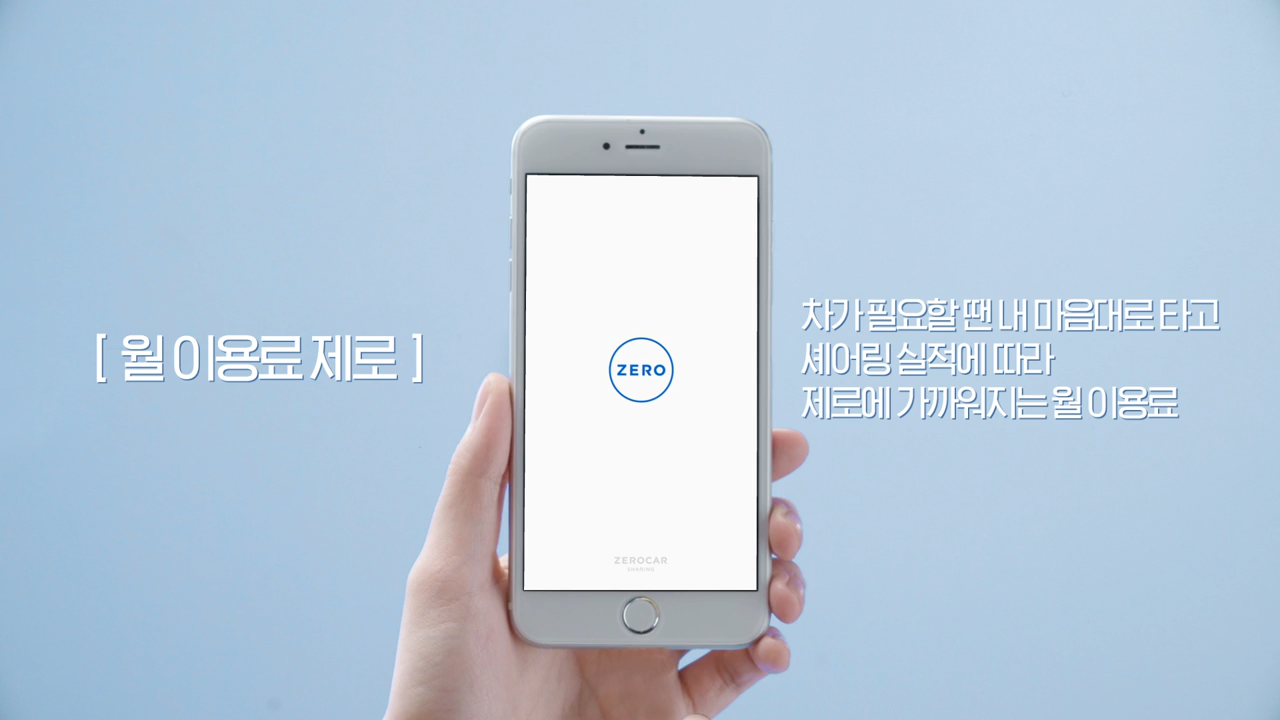 [ 월 이용료 제로 ]
ZERO
ZEROCAR
SHARING
차가 필요할 땐 내 마음대로 타고
셰어링 실적에 따라
제로에 가까워지는 월 이용료